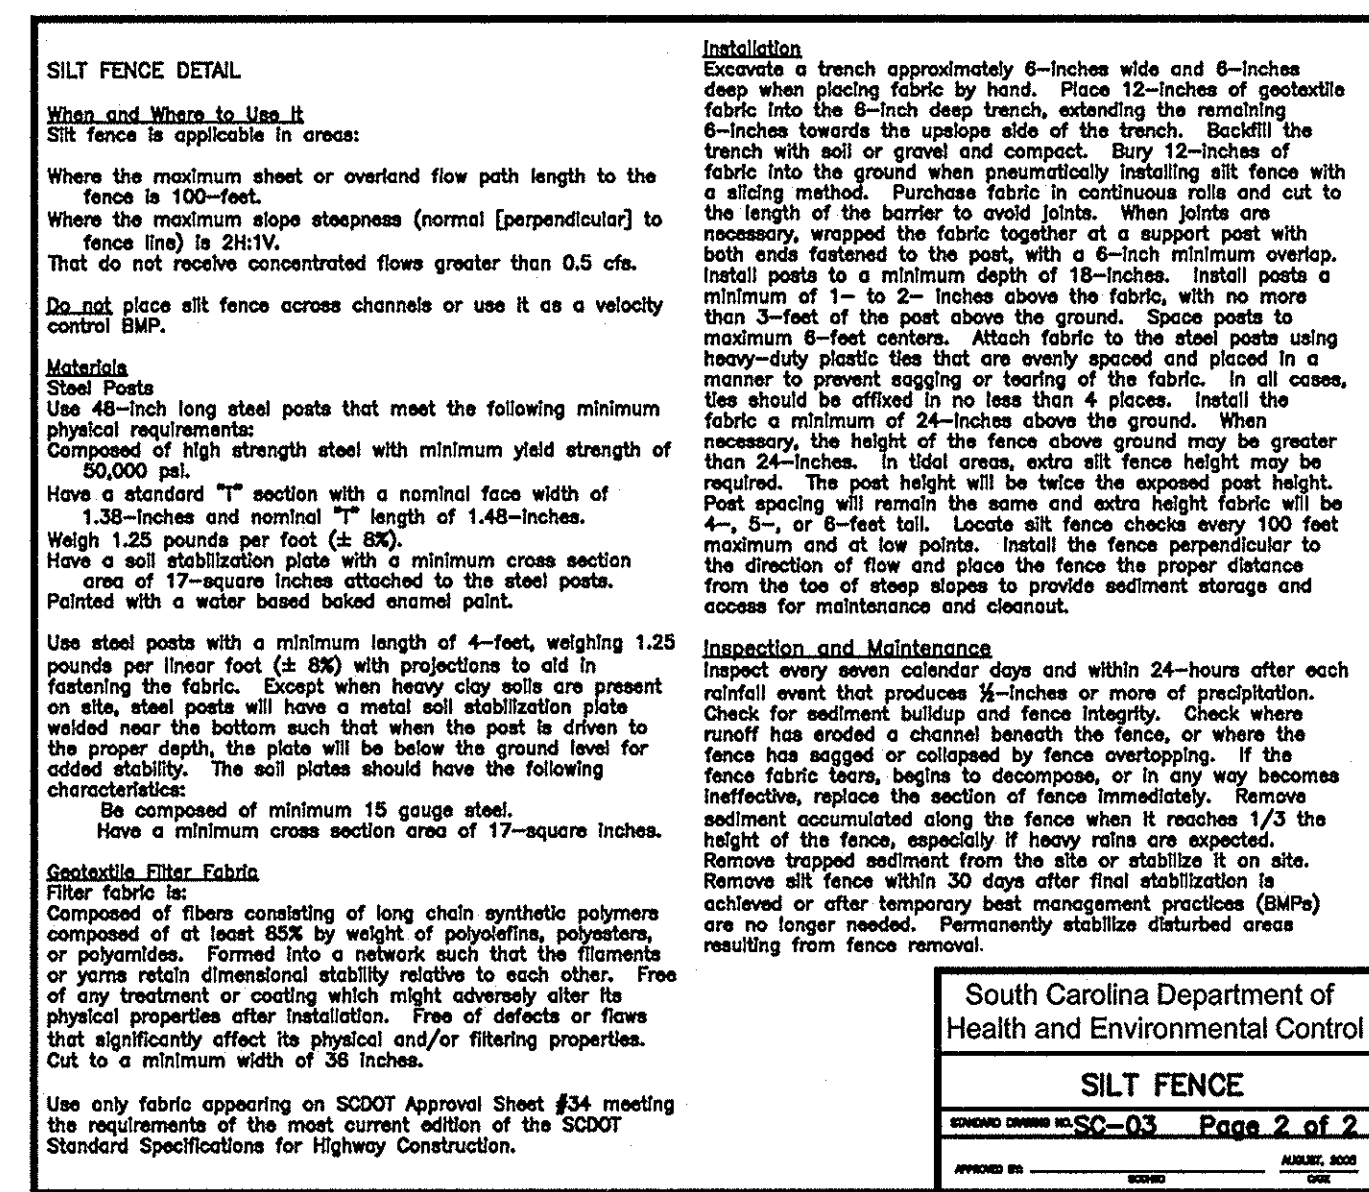 SILT FENCE DETAIL
When and Where to Use It
Silt fence is applicable in areas:
Where the maximum sheet or overland flow path length to the
fence is 100-feet.
Where the maximum slope steepness (normal [perpendicular] to
fence line) is 2H:1V.
That do not receive concentrated flows greater than 0.5 cfs.
Do not place silt fence across channels or use it as a velocity
control BMP.
Materials
Steel Posts
Use 48-inch long steel posts that meet the following minimum
physical requirements:
Composed of high strength steel with minimum yield strength of
50,000 psi.
Have a standard "T" section with a nominal face width of
1.38-inches and nominal "T" length of 1.48-inches.
Weigh 1.25 pounds per foot (± 8%).
Have a soil stabilization plate with a minimum cross section
area of 17-square inches attached to the steel posts.
Painted with a water based baked enamel paint.
Use steel posts with a minimum length of 4-feet, weighing 1.25
pounds per linear foot (± 8%) with projections to aid in
fastening the fabric. Except when heavy clay soils are present
on site, steel posts will have a metal soil stabilization plate
welded near the bottom such that when the post is driven to
the proper depth, the plate will be below the ground level for
added stability. The soil plates should have the following
characteristics:
Be composed of minimum 15 gauge steel.
Have a minimum cross section area of 17-square inches.
Geotextile Filter Fabric
Filter fabric is:
Composed of fibers consisting of long chain synthetic polymers
composed of at least 85% by weight of polyolefins, polyesters,
or polyamides. Formed into a network such that the filaments
or yarns retain dimensional stability relative to each other. Free
of any treatment or coating which might adversely alter its
physical properties after installation. Free of defects or flaws
that significantly affect its physical and/or filtering properties.
Cut to a minimum width of 36 inches.
Use only fabric appearing on SCDOT Approval Sheet #34 meeting
the requirements of the most current edition of the SCDOT
Standard Specifications for Highway Construction.
Installation
Excavate a trench approximately 6-inches wide and 6-inches
deep when placing fabric by hand. Place 12-inches of geotextile
fabric into the 6-inch deep trench, extending the remaining
6-inches towards the upslope side of the trench. Backfill the
trench with soil or gravel and compact. Bury 12-inches of
fabric into the ground when pneumatically installing silt fence with
a slicing method. Purchase fabric in continuous rolls and cut to
the length of the barrier to avoid joints. When joints are
necessary, wrapped the fabric together at a support post with
both ends fastened to the post, with a 6-inch minimum overlap.
Install posts to a minimum depth of 18-inches. Install posts a
minimum of 1- to 2- inches above the fabric, with no more
than 3-feet of the post above the ground. Space posts to
maximum 6-feet centers. Attach fabric to the steel posts using
heavy-duty plastic ties that are evenly spaced and placed in a
manner to prevent sagging or tearing of the fabric. In all cases,
ties should be affixed in no less than 4 places. Install the
fabric a minimum of 24-inches above the ground. When
necessary, the height of the fence above ground may be greater
than 24-inches. In tidal areas, extra silt fence height may be
required. The post height will be twice the exposed post height.
Post spacing will remain the same and extra height fabric will be
4-, 5-, or 6-feet tall. Locate silt fence checks every 100 feet
maximum and at low points. Install the fence perpendicular to
the direction of flow and place the fence the proper distance
from the toe of steep slopes to provide sediment storage and
access for maintenance and cleanout.
Inspection and Maintenance
Inspect every seven calendar days and within 24-hours after each
rainfall event that produces ½-inches or more of precipitation.
Check for sediment buildup and fence integrity. Check where
runoff has eroded a channel beneath the fence, or where the
fence has sagged or collapsed by fence overtopping. If the
fence fabric tears, begins to decompose, or in any way becomes
ineffective, replace the section of fence immediately. Remove
sediment accumulated along the fence when it reaches 1/3 the
height of the fence, especially if heavy rains are expected.
Remove trapped sediment from the site or stabilize it on site.
Remove silt fence within 30 days after final stabilization is
achieved or after temporary best management practices (BMPs)
are no longer needed. Permanently stabilize disturbed areas
resulting from fence removal.
South Carolina Department of
Health and Environmental Control
SILT FENCE
STANDARD DRAWING NO. SC-03 Page 2 of 2
APPROVED BY: AUGUST,
DATE